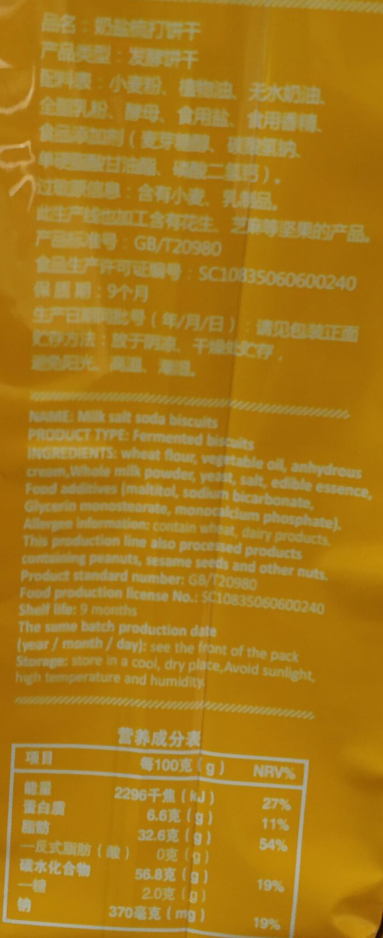 品名：奶盐梳打饼干
产品类型：发酵饼干
配料表：小麦粉、植物油、无水奶油、
全脂乳粉、酵母、食用盐、食用香精、
食品添加剂（麦芽糖醇、碳酸氢钠、
单硬脂酸甘油酯、磷酸二氢钙）。
过敏原信息：含有小麦、乳制品。
此生产线也加工含有花生、芝麻等坚果的产品。
产品标准号：GB/T20980
食品生产许可证编号：SC10835060600240
保质期：9个月
生产日期同批号（年/月/日）：请见包装正面
贮存方法：放于阴凉、干燥处贮存，
避免阳光、高温、潮湿。
NAME: Milk salt soda biscuits
PRODUCT TYPE: Fermented biscuits
INGREDIENTS: wheat flour, vegetable oil, anhydrous
cream,Whole milk powder, yeast, salt, edible essence,
Food additives (maltitol, sodium bicarbonate,
Glycerin monostearate, monocalcium phosphate).
Allergen information: contain wheat, dairy products.
This production line also processed products
containing peanuts, sesame seeds and other nuts.
Product standard number: GB/T20980
Food production license No.: SC10835060600240
Shelf life: 9 months
The same batch production date
(year / month / day): see the front of the pack
Storage: store in a cool, dry place,Avoid sunlight,
high temperature and humidity.
营养成分表
项目 每100克（g） NRV%
能量 2296千焦（kJ） 27%
蛋白质 6.6克（g） 11%
脂肪 32.6克（g） 54%
—反式脂肪（酸） 0克（g）
碳水化合物 56.8克（g） 19%
—糖 2.0克（g）
钠 370毫克（mg） 19%